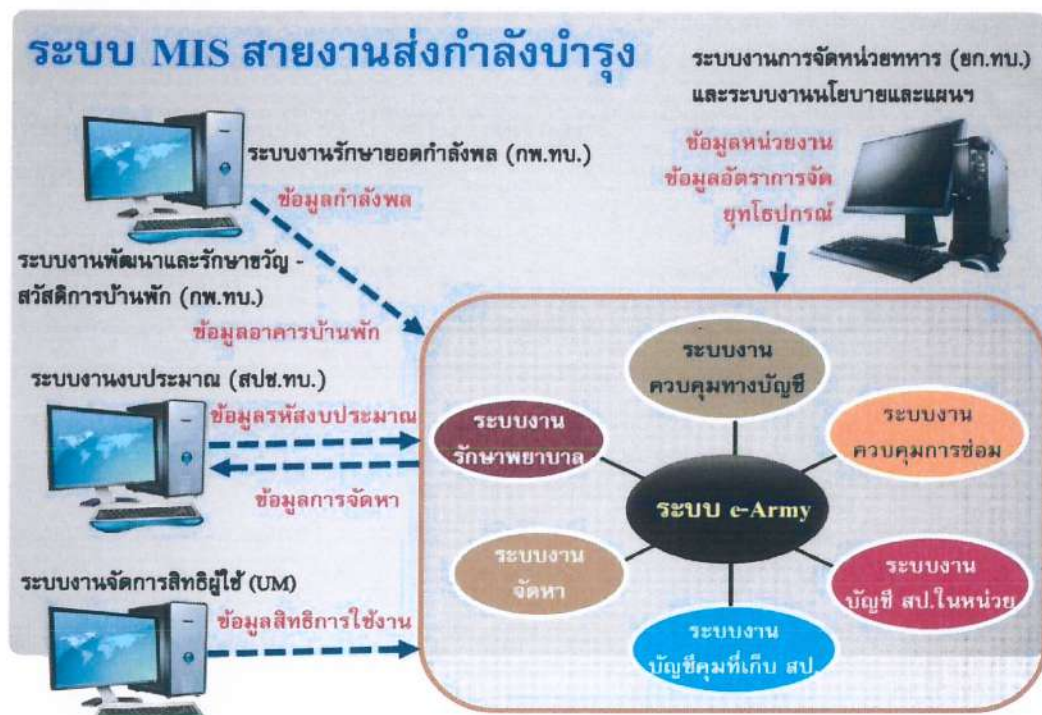 ระบบ MIS สายงานส่งกำลังบำรุง
ระบบงานการจัดหน่วยทหาร (ยก.ทบ.)
และระบบงานนโยบายและแผนฯ
ข้อมูลหน่วยงาน
ข้อมูลอัตราการจัด
ยุทโธปกรณ์
ระบบงานรักษายอดกำลังพล (กพ.ทบ.)
ข้อมูลกำลังพล
ระบบงานพัฒนาและรักษาขวัญ -
สวัสดิการบ้านพัก (กพ.ทบ.)
ข้อมูลอาคารบ้านพัก
ระบบงานงบประมาณ (สปช.ทบ.)
ข้อมูลรหัสงบประมาณ
ข้อมูลการจัดหา
ระบบงานจัดการสิทธิผู้ใช้ (UM)
ข้อมูลสิทธิการใช้งาน
ระบบงาน
ควบคุมทางบัญชี
ระบบงาน
รักษาพยาบาล
ระบบงาน
ควบคุมการซ่อม
ระบบ e-Army
ระบบงาน
จัดหา
ระบบงาน
บัญชี สป.ในหน่วย
ระบบงาน
บัญชีคุมที่เก็บ สป.